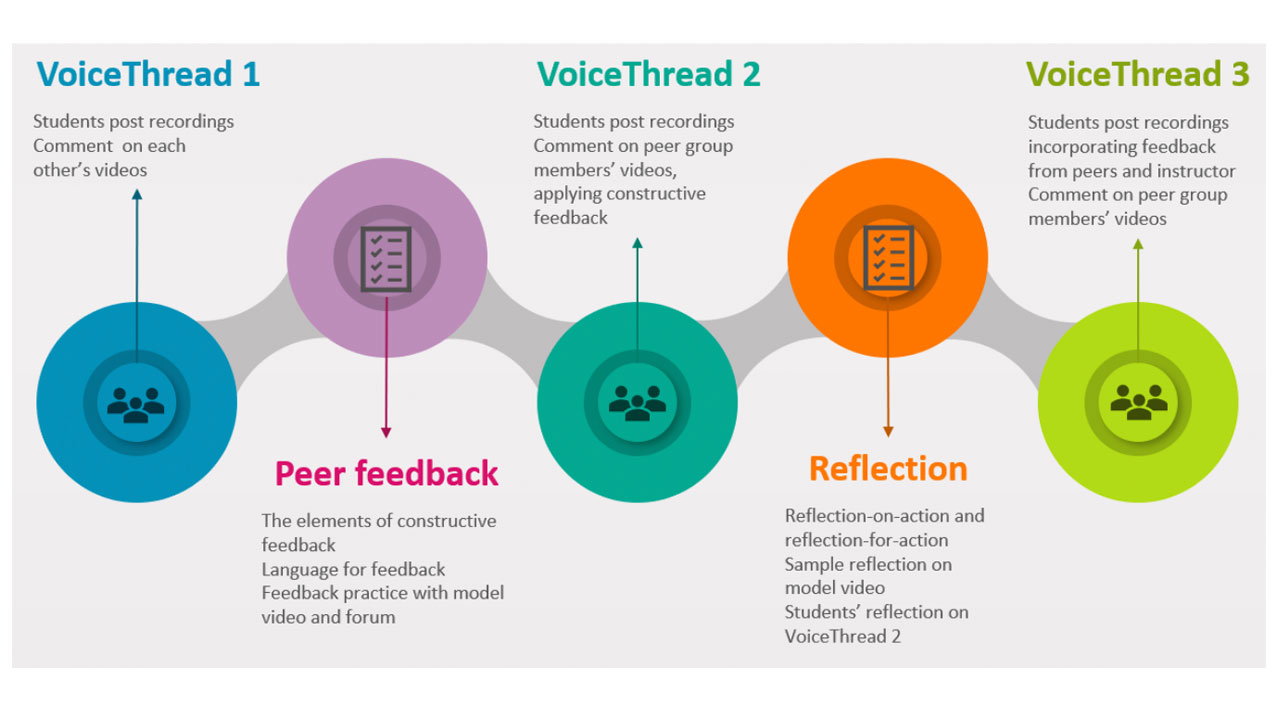 VoiceThread 1
Students post recordings
Comment  on each
other's videos
Peer feedback
The elements of constructive
feedback
Language for feedback
Feedback practice with model
video and forum
VoiceThread 2
Students post recordings
Comment on peer group
members' videos,
applying constructive
feedback
Reflection
Reflection-on-action and
reflection-for-action
Sample reflection on
model video
Students' reflection on
VoiceThread 2
VoiceThread 3
Students post recordings
incorporating feedback
from peers and instructor
Comment on peer group
members' videos